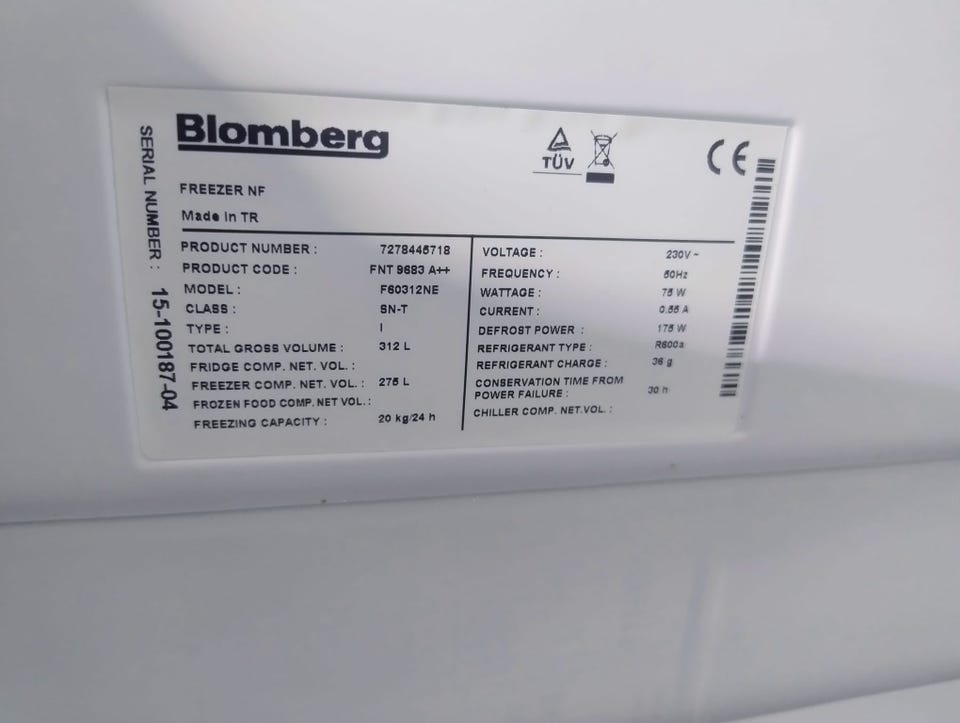 Blomberg
TÜV
CE
FREEZER NF
Made in TR
SERIAL NUMBER : 15-100187-04
PRODUCT NUMBER : 7278445718
PRODUCT CODE : FNT 9683 A++
MODEL : F60312NE
CLASS : SN-T
TYPE : I
TOTAL GROSS VOLUME : 312 L
FRIDGE COMP. NET. VOL. :
FREEZER COMP. NET. VOL. : 275 L
FROZEN FOOD COMP. NET VOL. :
FREEZING CAPACITY : 20 kg/24 h
VOLTAGE : 230V ~
FREQUENCY : 50Hz
WATTAGE : 75 W
CURRENT : 0.55 A
DEFROST POWER : 175 W
REFRIGERANT TYPE : R600a
REFRIGERANT CHARGE : 36 g
CONSERVATION TIME FROM
POWER FAILURE : 30 h
CHILLER COMP. NET.VOL. :